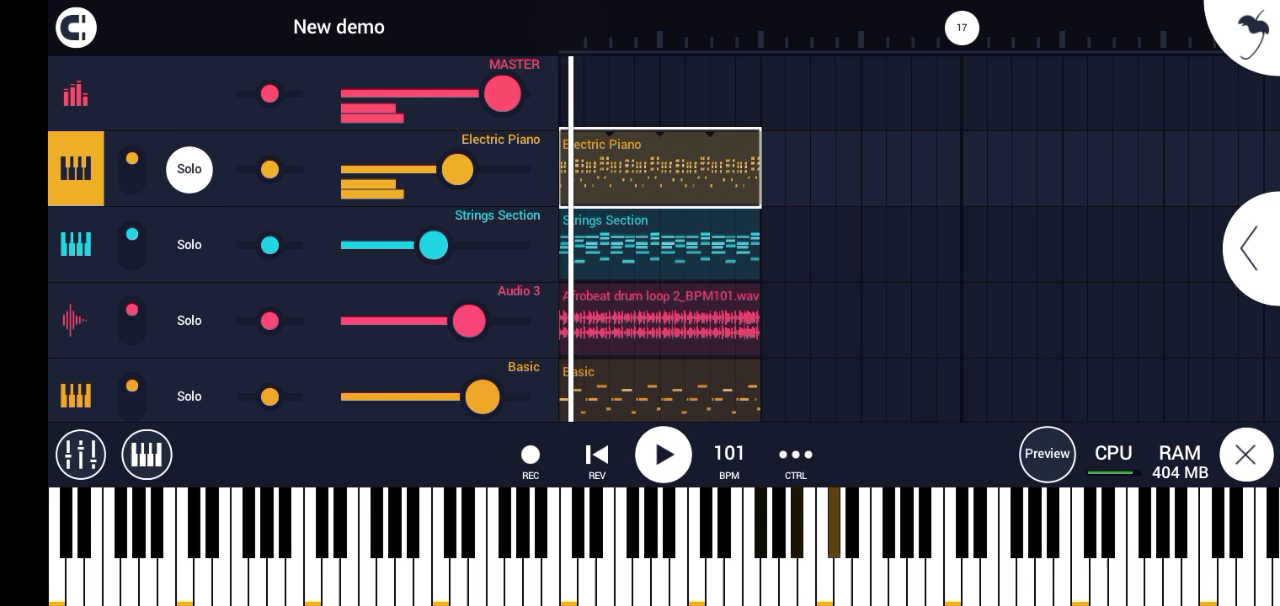 New demo
17
MASTER
Electric Piano
Solo
Electric Piano
Strings Section
Solo
Strings Section
Audio 3
Solo
Afrobeat drum loop 2_BPM101.wav
Basic
Solo
Basic
REC
REV
101
BPM
CTRL
Preview
CPU
RAM
404 MB